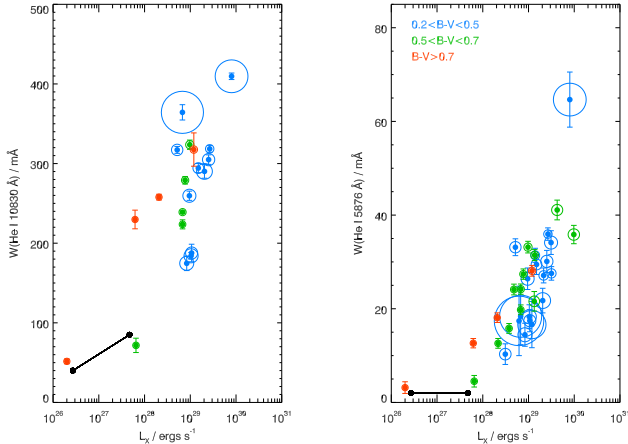 500
400
300
200
100
0
W(He I 10830 Å) / mÅ
10^26 10^27 10^28 10^29 10^30 10^31
L_X / ergs s^-1
80
60
40
20
0
W(He I 5876 Å) / mÅ
0.2<B-V<0.5
0.5<B-V<0.7
B-V>0.7
10^26 10^27 10^28 10^29 10^30 10^31
L_X / ergs s^-1